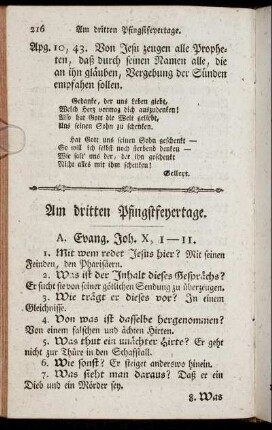 216 Am dritten Pfingstfeyertage.
Apg. 10, 43. Von Jesu zeugen alle Prophe-
ten, daß durch seinen Namen alle, die
an ihn gläuben, Vergebung der Sünden
empfahen sollen.
Gedanke, der uns Leben giebt,
Welch Herz vermag dich auszudenken!
Also hat Gott die Welt geliebt,
Uns seinen Sohn zu schenken.
Hat Gott uns seinen Sohn geschenkt —
So will ich selbst noch sterbend denken —
Wie sollt uns der, der ihn geschenkt
Nicht alles mit ihm schenken!
Gellert.
Am dritten Pfingstfeyertage.
A. Evang. Joh. X, 1—11.
1. Mit wem redet Jesus hier? Mit seinen
Feinden, den Pharisäern.
2. Was ist der Inhalt dieses Gesprächs?
Er sucht sie von seiner götlichen Sendung zu überzeugen.
3. Wie trägt er dieses vor? In einem
Gleichnisse.
4. Von was ist dasselbe hergenommen?
Von einem falschen und ächten Hirten.
5. Was thut ein unächter Hirte? Er geht
nicht zur Thüre in den Schafstall.
6. Wie sonst? Er steiget anderswo hinein.
7. Was sieht man daraus? Daß er ein
Dieb und ein Mörder sey.
8. Was